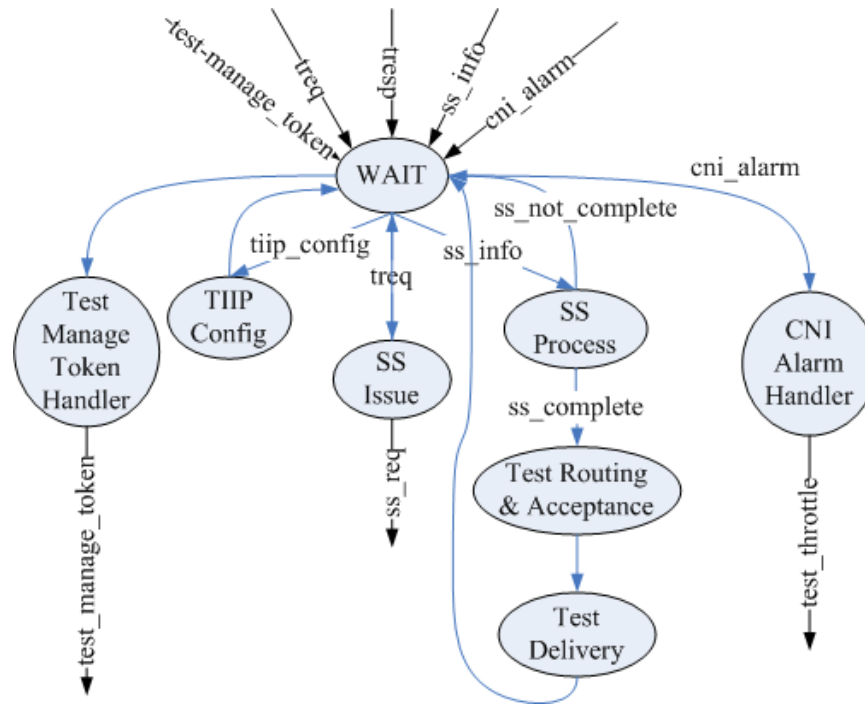 test-manage_token
treq
tresp
ss_info
cni_alarm
WAIT
cni_alarm
ss_not_complete
tiip_config
ss_info
treq
Test
Manage
Token
Handler
TIIP
Config
SS
Issue
SS
Process
CNI
Alarm
Handler
ss_complete
Test Routing
& Acceptance
test_manage_token
ss_req
test_throttle
Test
Delivery